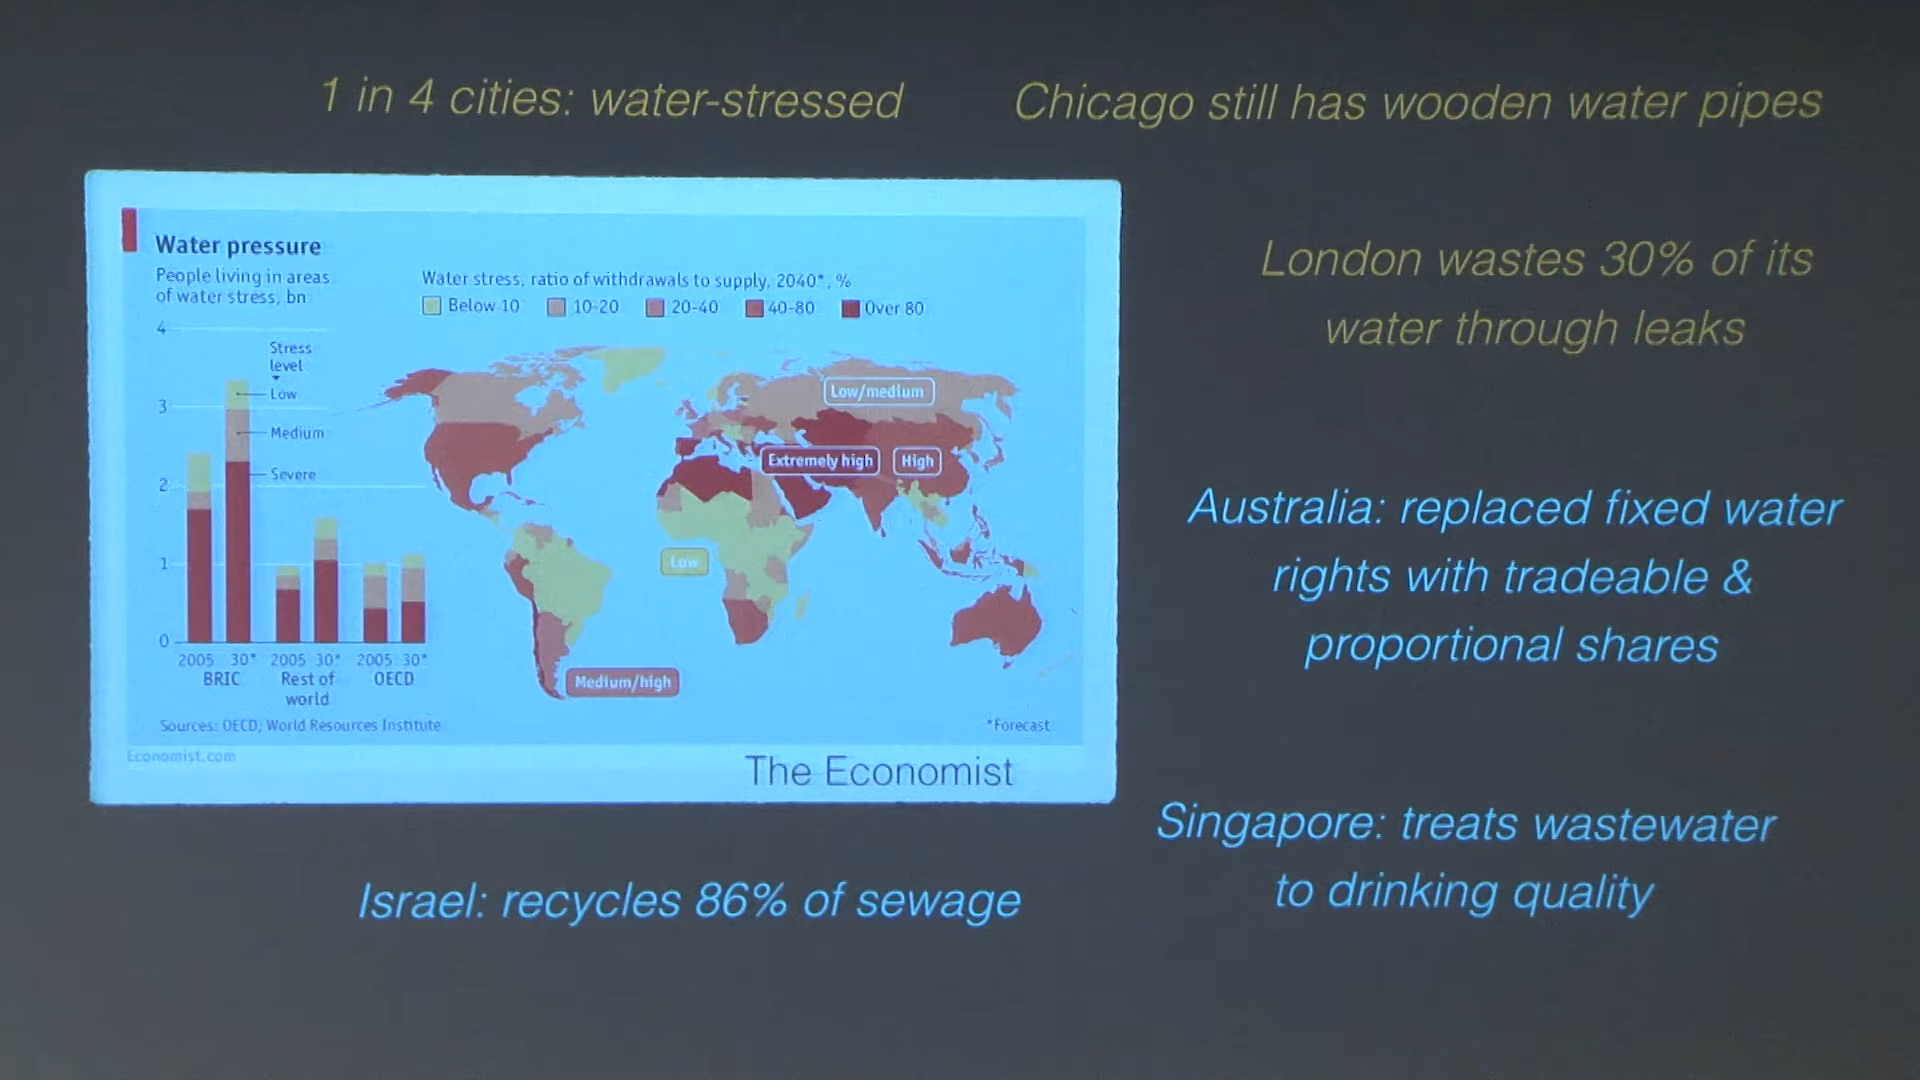 1 in 4 cities: water-stressed
Chicago still has wooden water pipes
Water pressure
People living in areas
of water stress, bn
Water stress, ratio of withdrawals to supply, 2040*, %
Below 10
10-20
20-40
40-80
Over 80
4
3
2
1
0
Stress
level
Low
Medium
Severe
2005 30*
BRIC
2005 30*
Rest of
world
2005 30*
OECD
Low/medium
Extremely high
High
Low
Medium/high
Sources: OECD; World Resources Institute
*Forecast
Economist.com
The Economist
London wastes 30% of its
water through leaks
Australia: replaced fixed water
rights with tradeable &
proportional shares
Singapore: treats wastewater
to drinking quality
Israel: recycles 86% of sewage